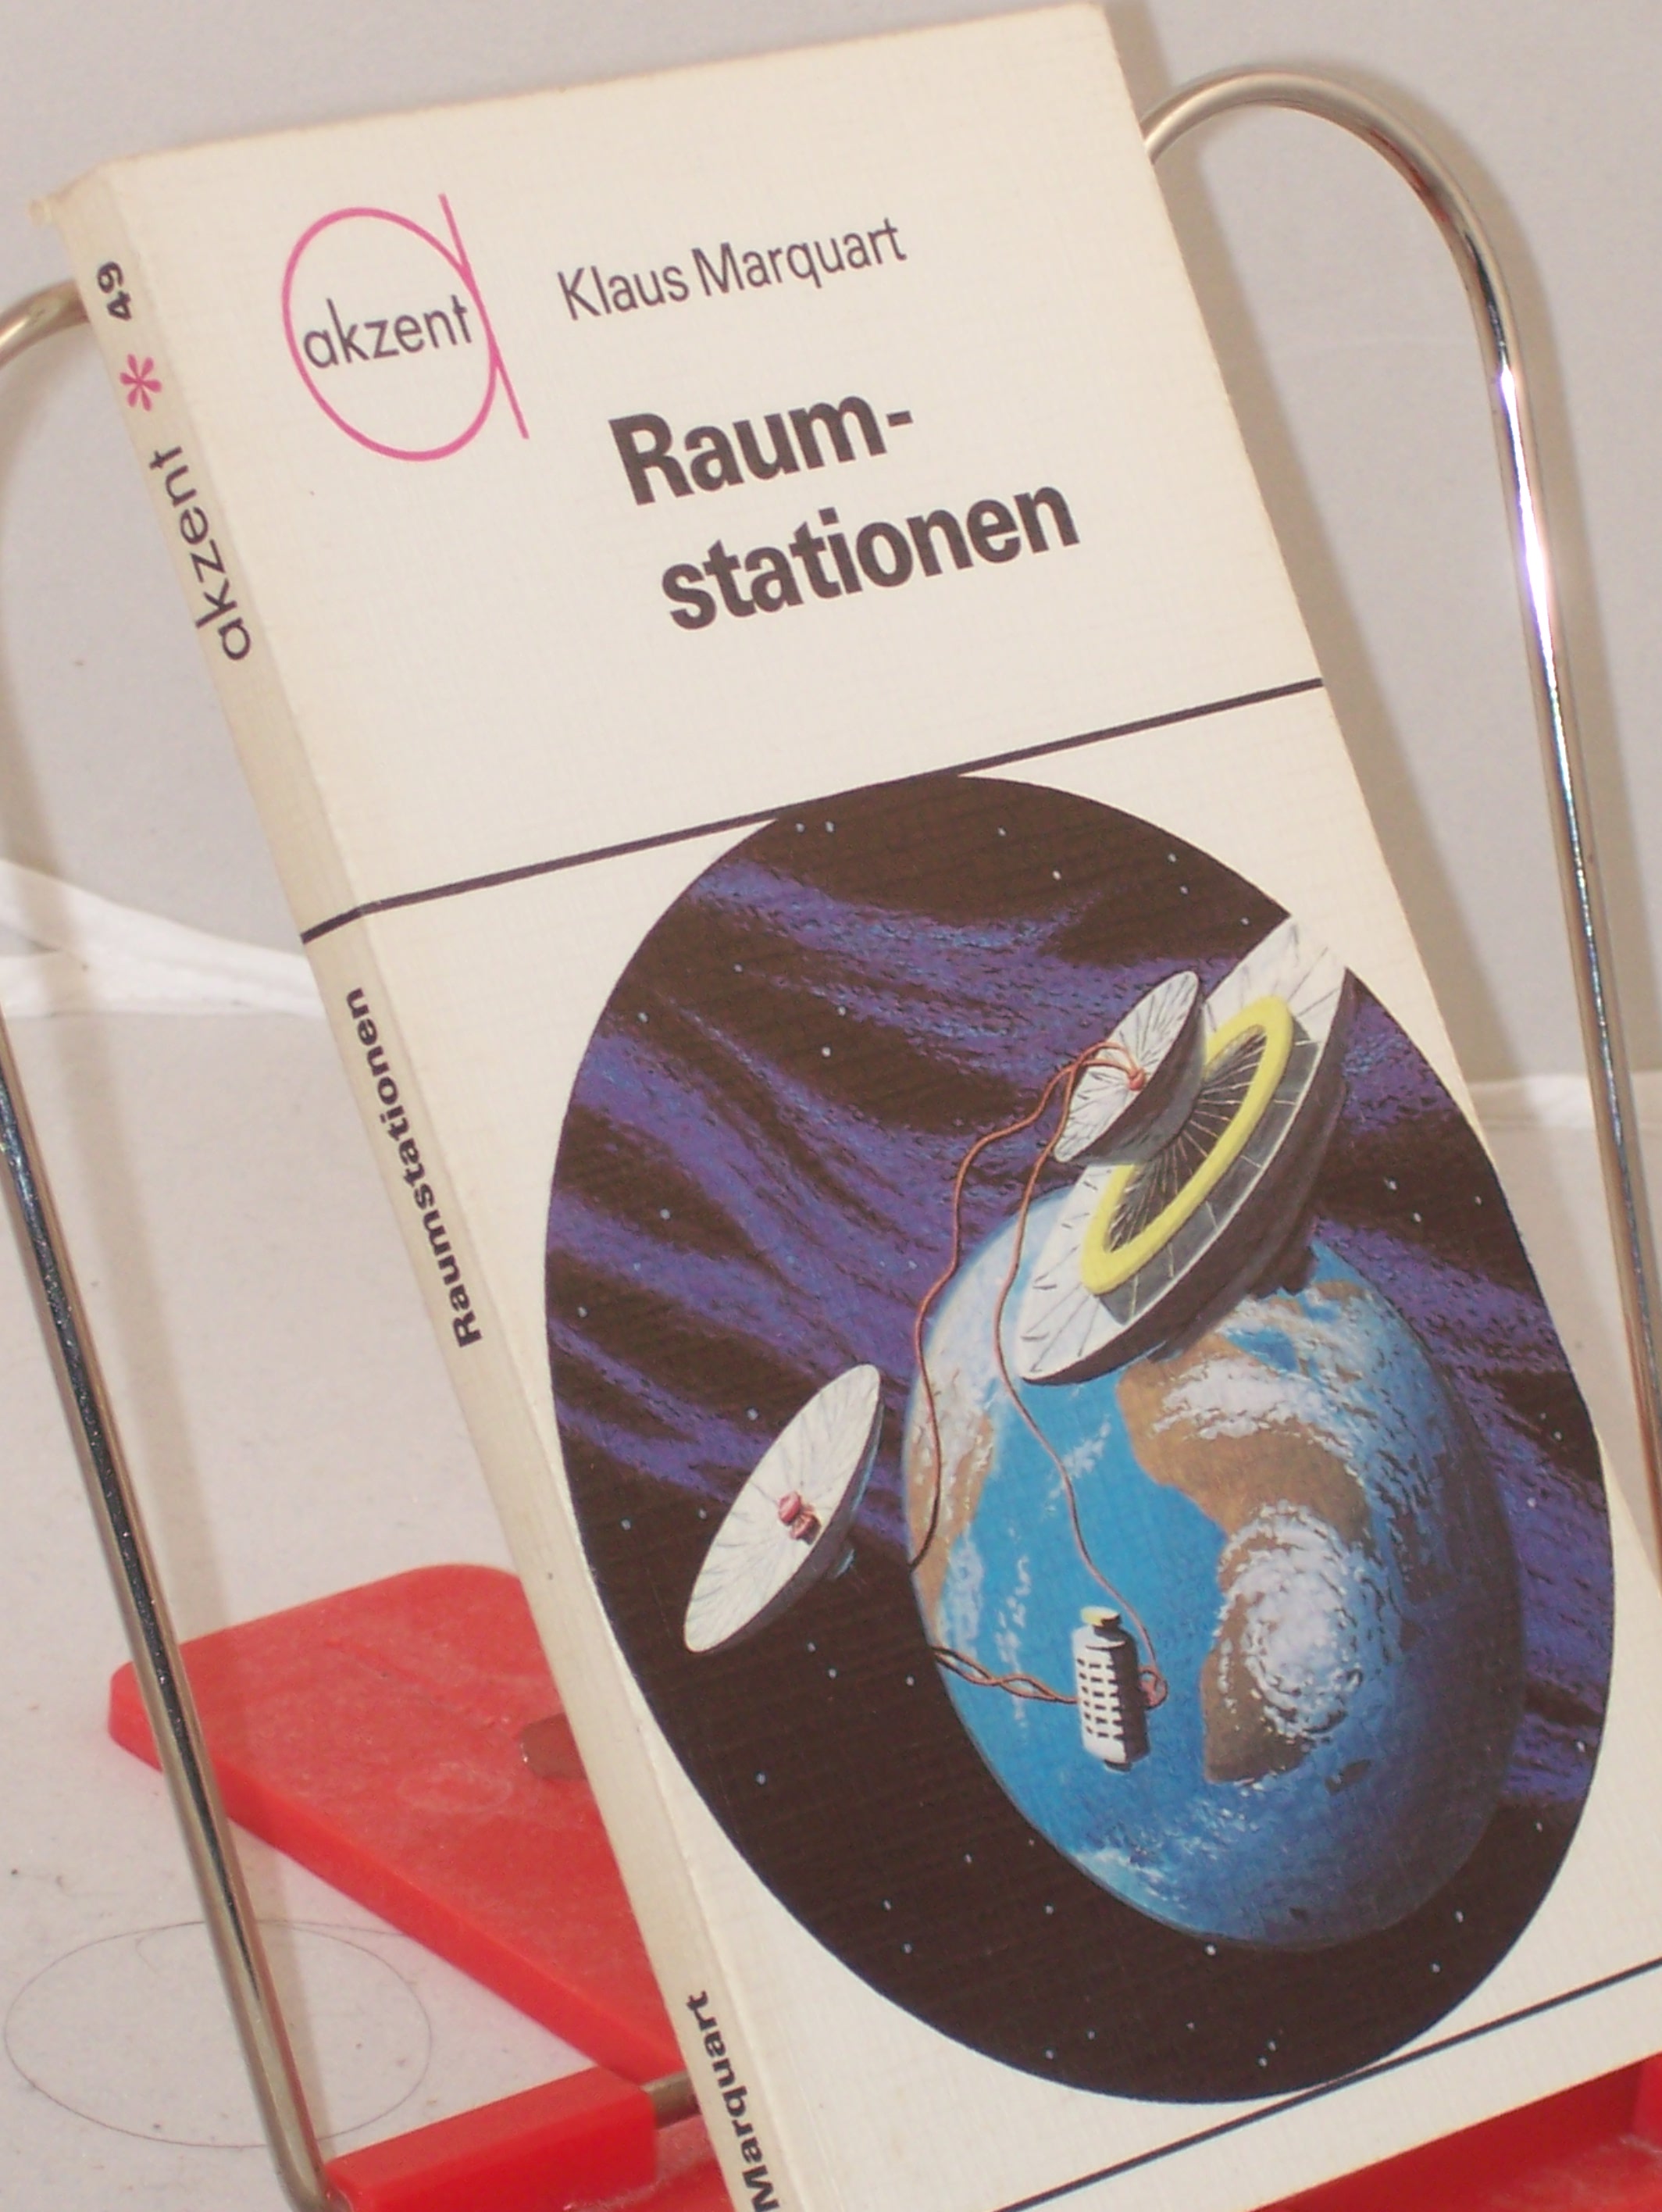 akzent
Klaus Marquart
Raum-
stationen
49 * akzent
Raumstationen
Marquart